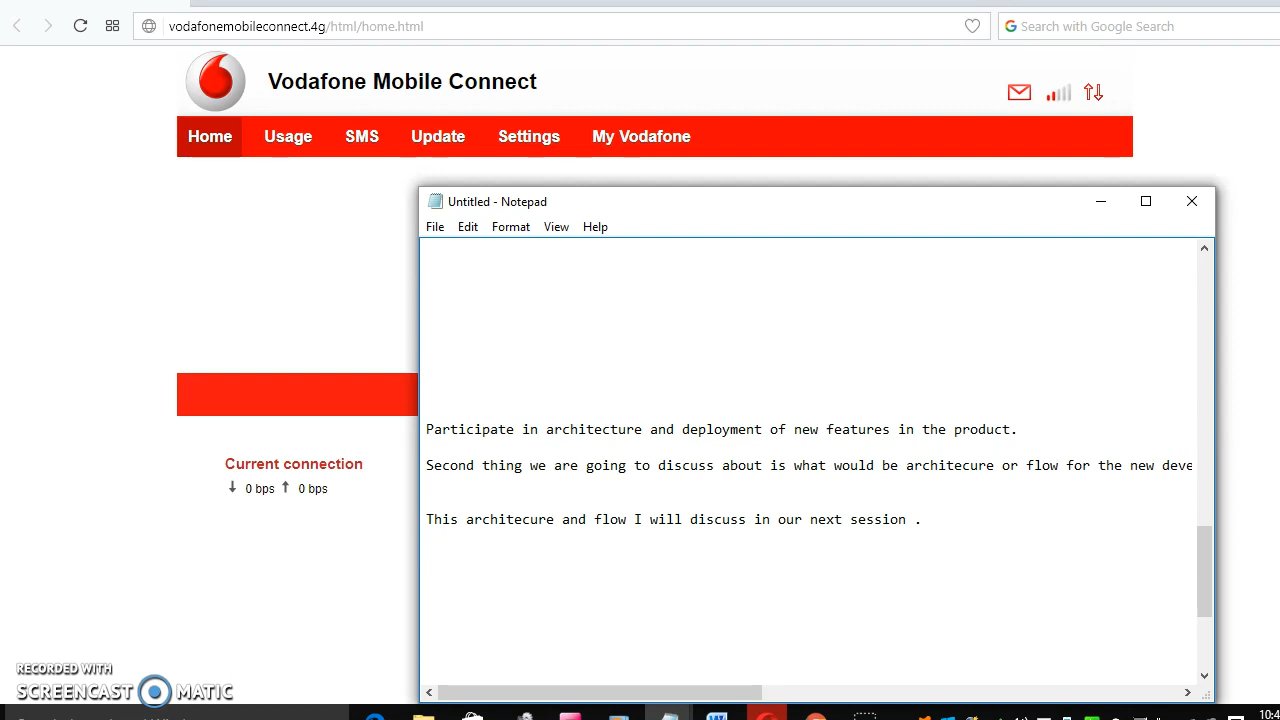 vodafonemobileconnect.4g/html/home.html
Search with Google Search
Vodafone Mobile Connect
Home Usage SMS Update Settings My Vodafone
Untitled - Notepad
File Edit Format View Help
Participate in architecture and deployment of new features in the product.
Second thing we are going to discuss about is what would be architecure or flow for the new deve
This architecure and flow I will discuss in our next session .
Current connection
0 bps 0 bps
RECORDED WITH
SCREENCAST MATIC
10:4